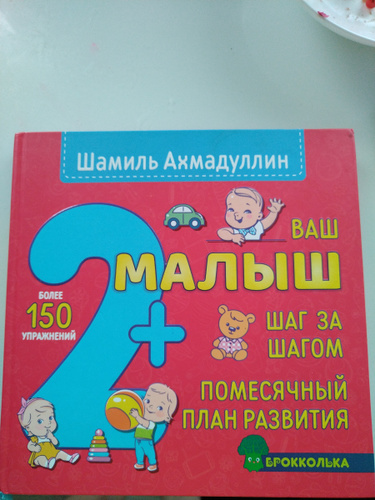 Шамиль Ахмадуллин
ВАШ
МАЛЫШ
2+
БОЛЕЕ
150
УПРАЖНЕНИЙ
ШАГ ЗА
ШАГОМ
ПОМЕСЯЧНЫЙ
ПЛАН РАЗВИТИЯ
БРОККОЛЬКА